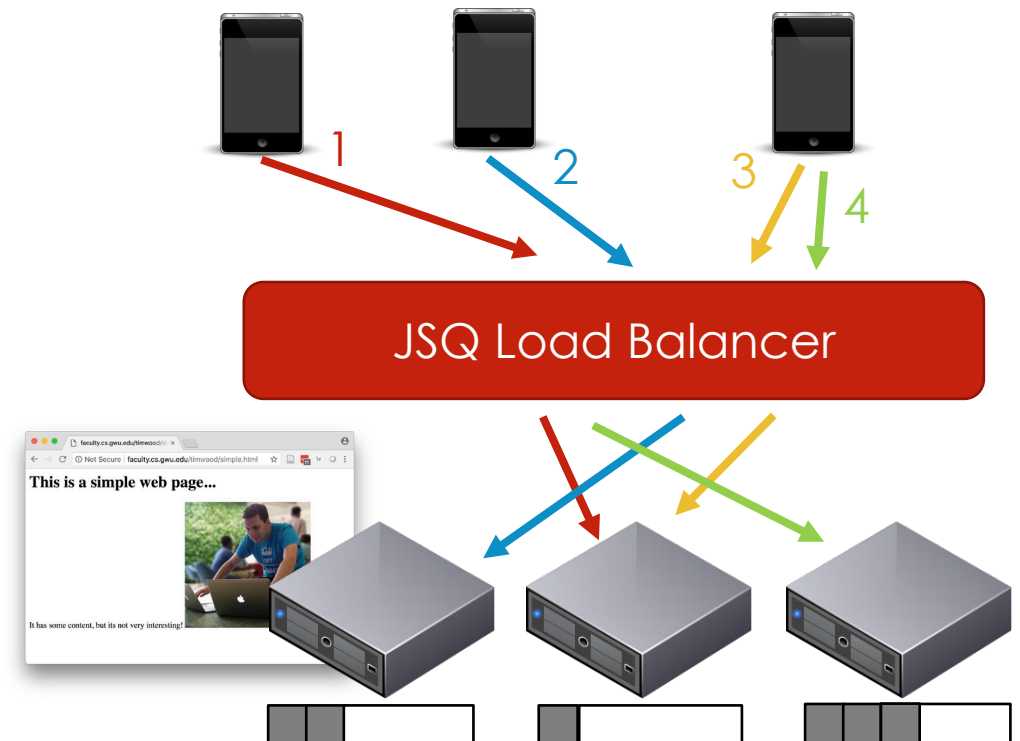 1
2
3
4
JSQ Load Balancer
faculty.cs.gwu.edu/timwood/si
Not Secure
faculty.cs.gwu.edu/timwood/simple.html
This is a simple web page...
It has some content, but its not very interesting!